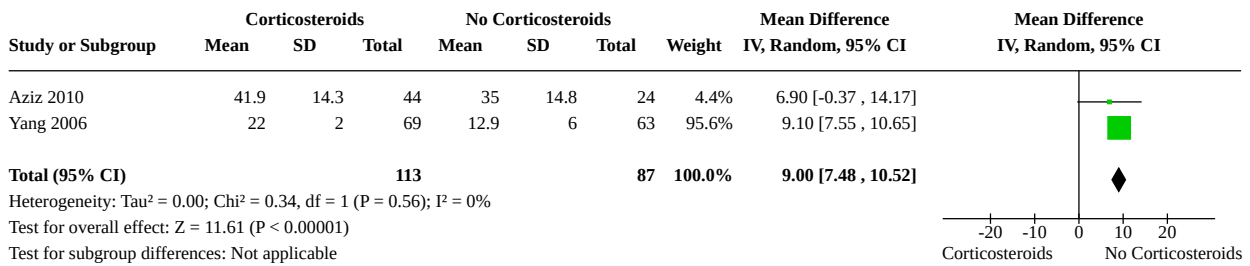 Corticosteroids No Corticosteroids Mean Difference Mean Difference
Study or Subgroup Mean SD Total Mean SD Total Weight IV, Random, 95% CI IV, Random, 95% CI
Aziz 2010 41.9 14.3 44 35 14.8 24 4.4% 6.90 [-0.37 , 14.17]
Yang 2006 22 2 69 12.9 6 63 95.6% 9.10 [7.55 , 10.65]
Total (95% CI) 113 87 100.0% 9.00 [7.48 , 10.52]
Heterogeneity: Tau² = 0.00; Chi² = 0.34, df = 1 (P = 0.56); I² = 0%
Test for overall effect: Z = 11.61 (P < 0.00001) -20 -10 0 10 20
Test for subgroup differences: Not applicable Corticosteroids No Corticosteroids